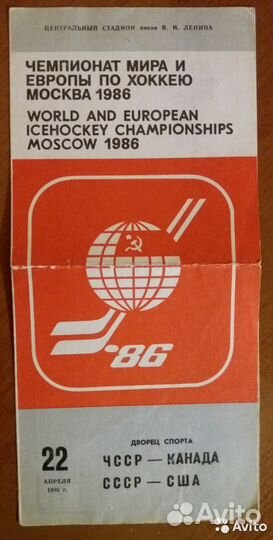 ЦЕНТРАЛЬНЫЙ СТАДИОН имени В. И. ЛЕНИНА
ЧЕМПИОНАТ МИРА И
ЕВРОПЫ ПО ХОККЕЮ
МОСКВА 1986
WORLD AND EUROPEAN
ICEHOCKEY CHAMPIONSHIPS
MOSCOW 1986
'86
ДВОРЕЦ СПОРТА
22
АПРЕЛЯ
1986 г.
ЧССР — КАНАДА
СССР — США
Avito
Avito